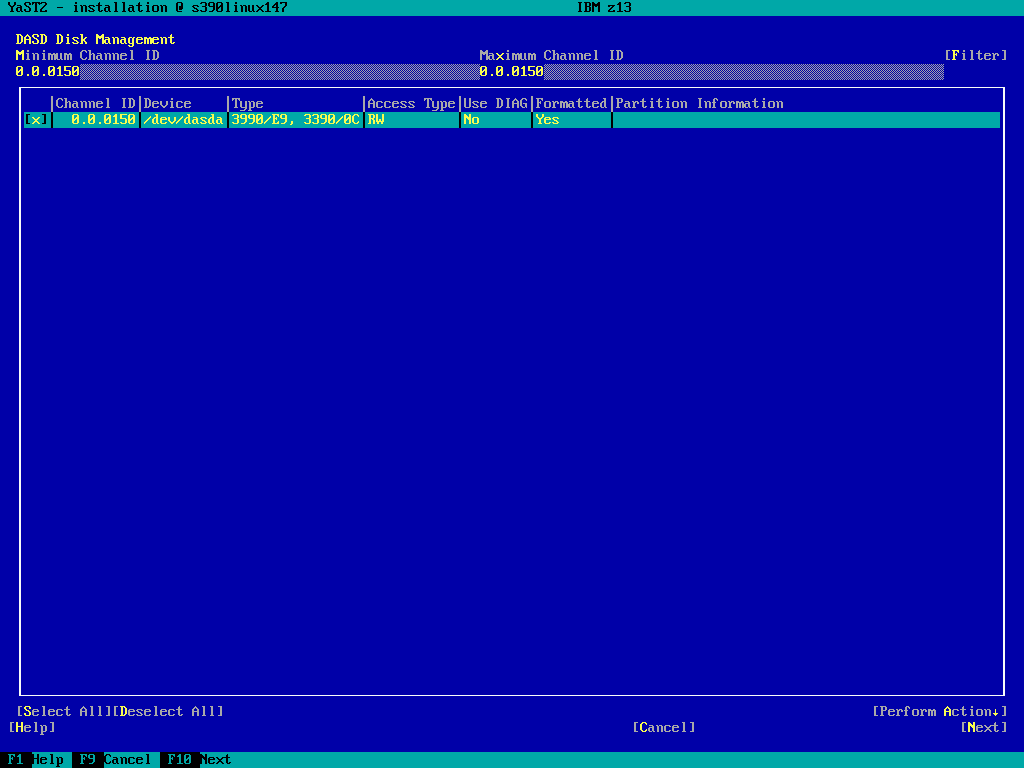 YaST2 - installation @ s390linux147 IBM z13
DASD Disk Management
Minimum Channel ID Maximum Channel ID [Filter]
0.0.0150 0.0.0150
|Channel ID|Device |Type |Access Type|Use DIAG|Formatted|Partition Information
[x]| 0.0.0150|/dev/dasda|3990/E9, 3390/0C|RW |No |Yes |
[Select All][Deselect All] [Perform Action↓]
[Help] [Cancel] [Next]
F1 Help F9 Cancel F10 Next